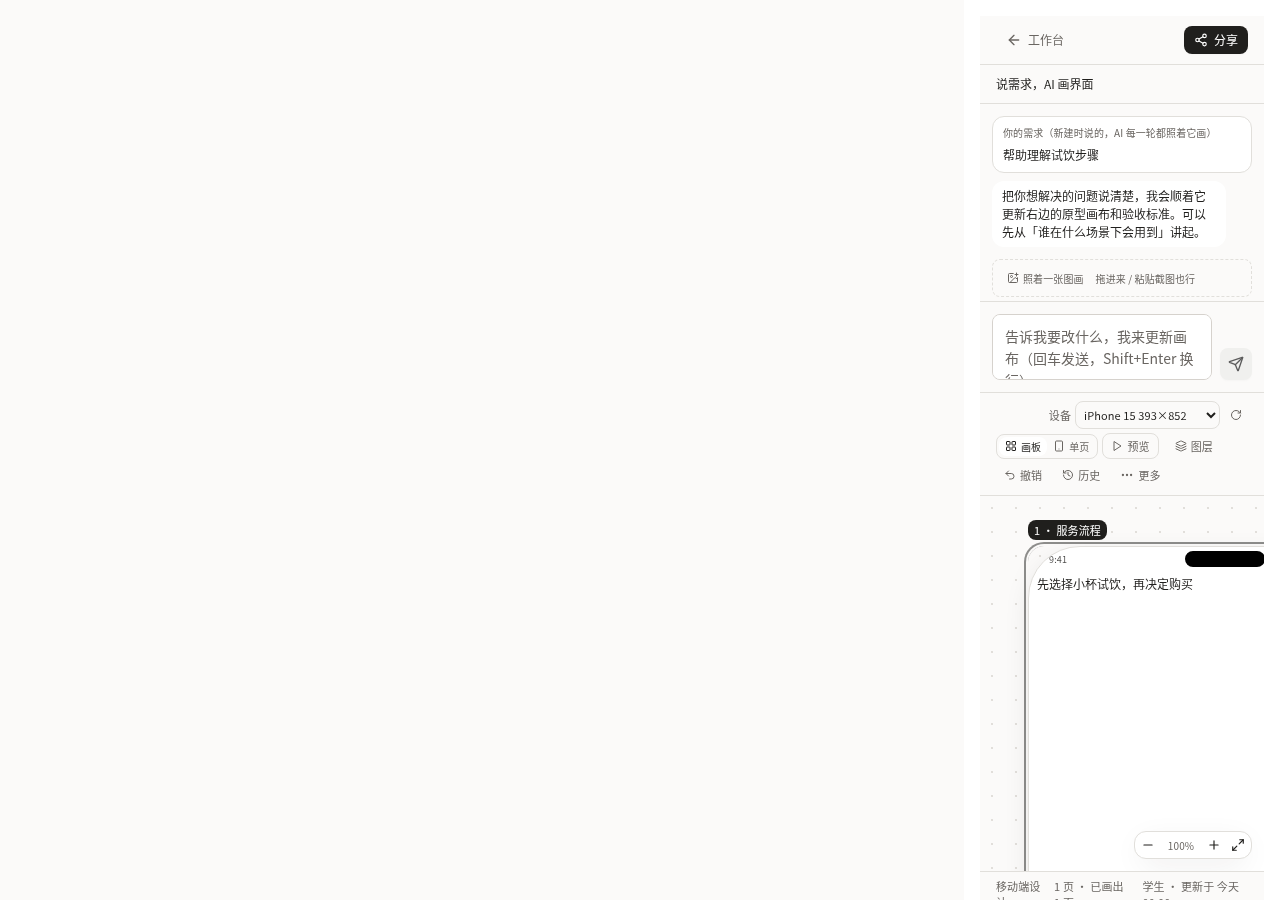 工作台
分享
说需求，AI 画界面
你的需求（新建时说的，AI 每一轮都照着它画）
帮助理解试饮步骤
把你想解决的问题说清楚，我会顺着它
更新右边的原型画布和验收标准。可以
先从「谁在什么场景下会用到」讲起。
照着一张图画 拖进来 / 粘贴截图也行
告诉我要改什么，我来更新画
布（回车发送，Shift+Enter 换
设备 iPhone 15 393×852
画板 单页 预览 图层
撤销 历史 更多
1 · 服务流程
9:41
先选择小杯试饮，再决定购买
100%
移动端设 1 页 · 已画出 学生 · 更新于 今天